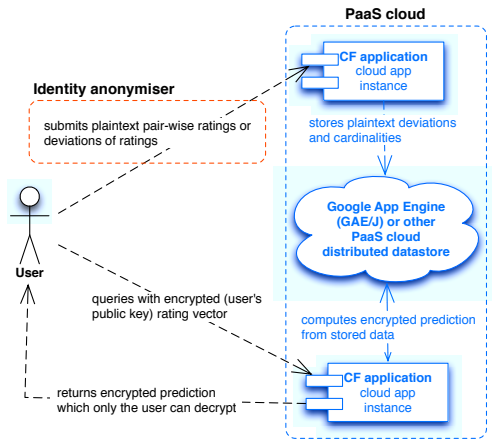 PaaS cloud
CF application
cloud app
instance
Identity anonymiser
submits plaintext pair-wise ratings or
deviations of ratings
stores plaintext deviations
and cardinalities
Google App Engine
(GAE/J) or other
PaaS cloud
distributed datastore
User
queries with encrypted (user's
public key) rating vector
computes encrypted prediction
from stored data
CF application
cloud app
instance
returns encrypted prediction
which only the user can decrypt